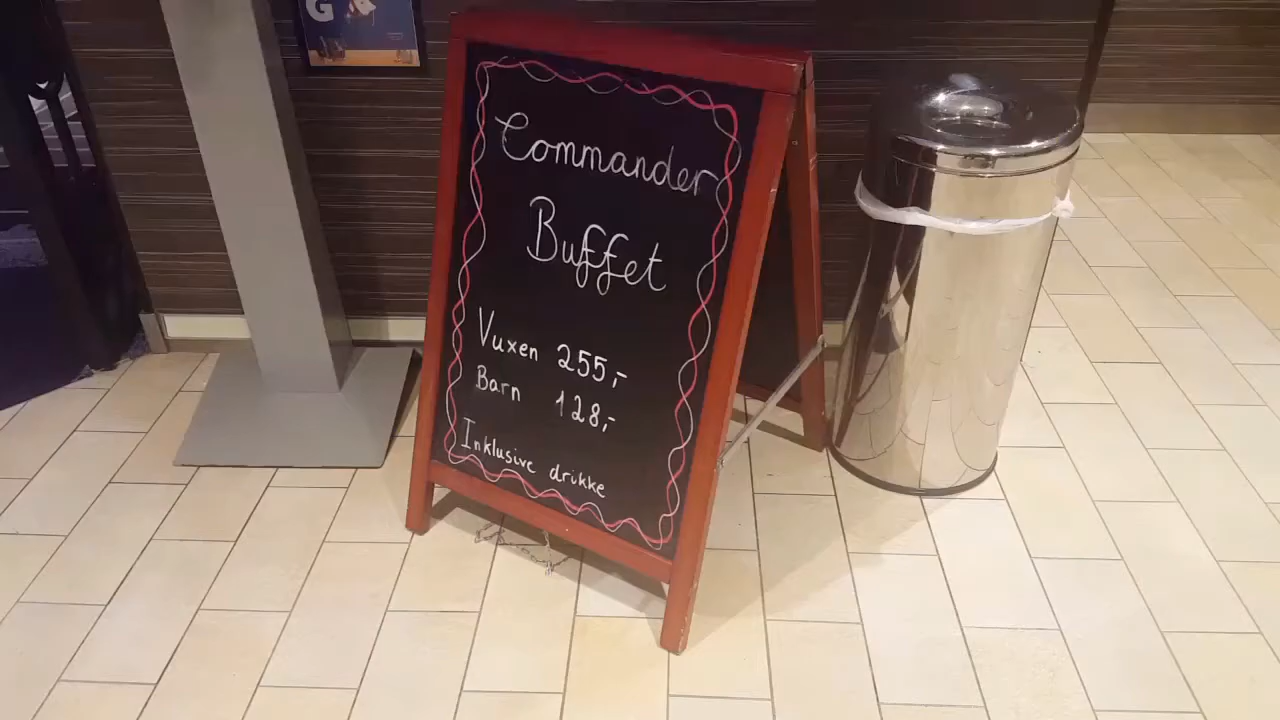 G
Commander
Buffet
Vuxen 255,-
Barn 128,-
Inklusive drikke